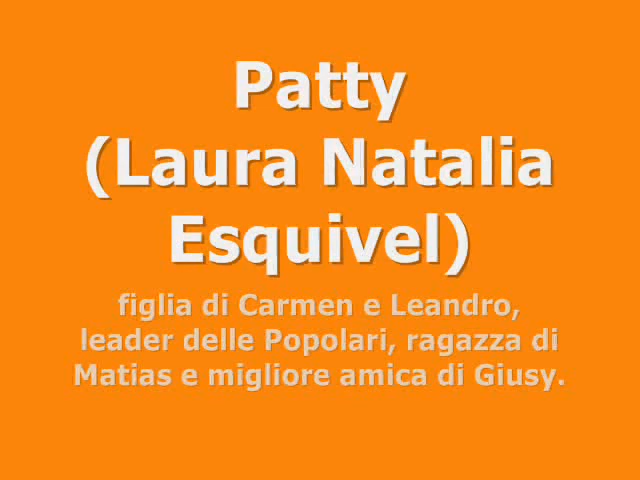 Patty
(Laura Natalia
Esquivel)
figlia di Carmen e Leandro,
leader delle Popolari, ragazza di
Matias e migliore amica di Giusy.